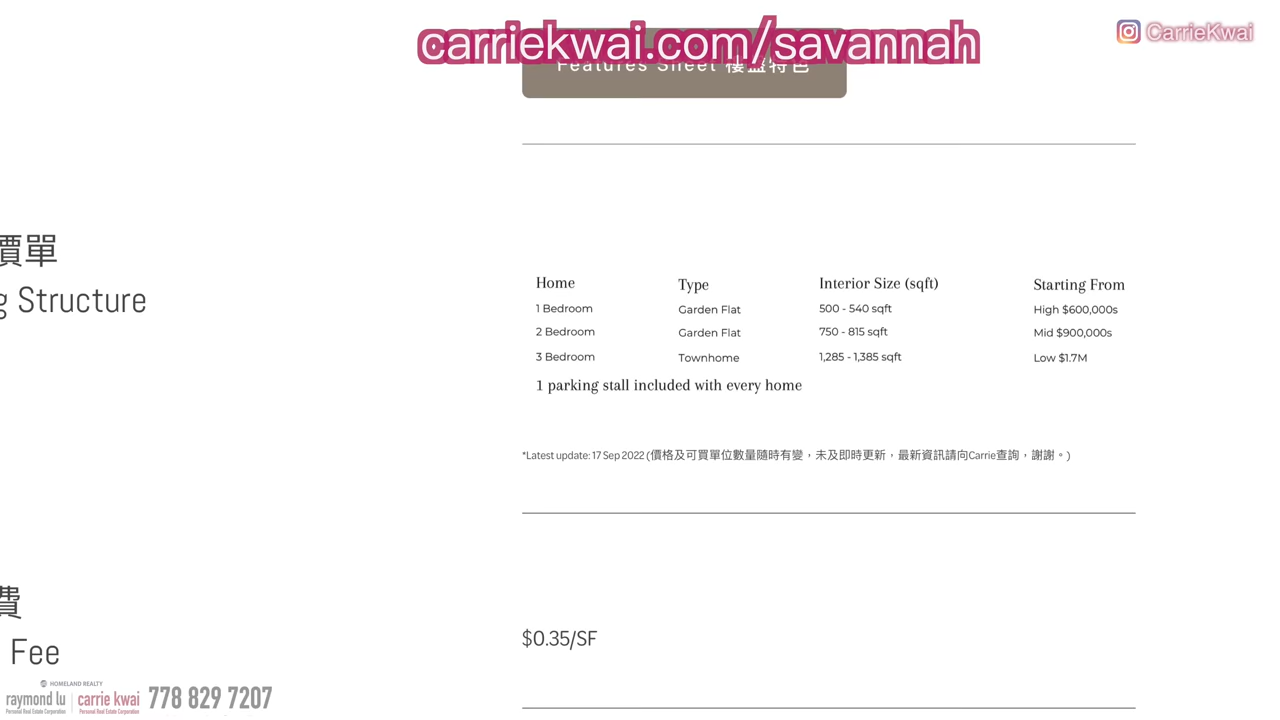 carriekwai.com/savannah
CarrieKwai
Features Sheet 樓盤特色
價單
g Structure
Home Type Interior Size (sqft) Starting From
1 Bedroom Garden Flat 500 - 540 sqft High $600,000s
2 Bedroom Garden Flat 750 - 815 sqft Mid $900,000s
3 Bedroom Townhome 1,285 - 1,385 sqft Low $1.7M
1 parking stall included with every home
*Latest update: 17 Sep 2022 (價格及可買單位數量隨時有變，未及即時更新，最新資訊請向Carrie查詢，謝謝。)
費
Fee
$0.35/SF
HOMELAND REALTY
raymond lu carrie kwai 778 829 7207
Personal Real Estate Corporation Personal Real Estate Corporation